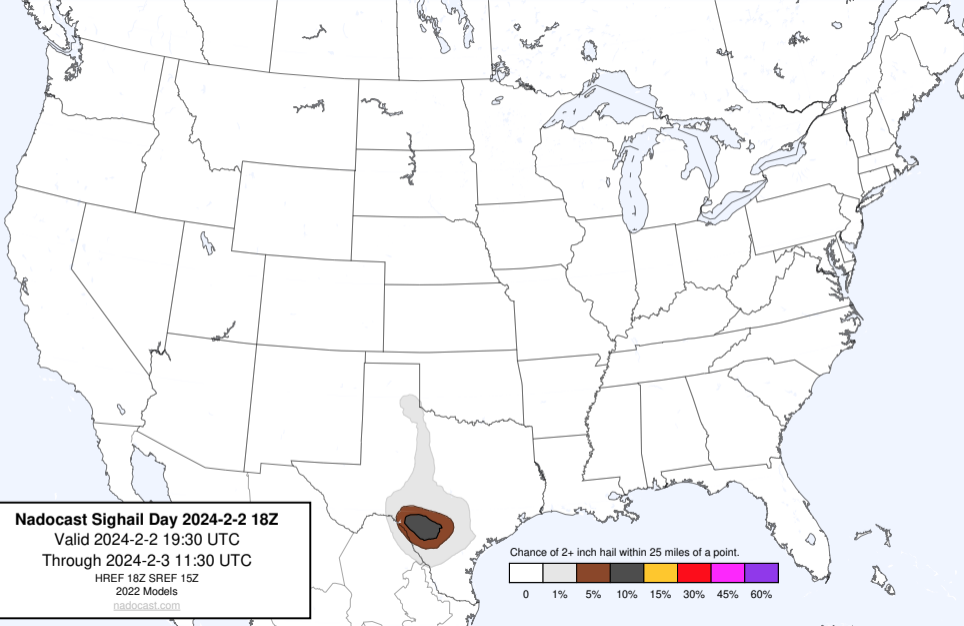 Nadocast Sighail Day 2024-2-2 18Z
Valid 2024-2-2 19:30 UTC
Through 2024-2-3 11:30 UTC
HREF 18Z SREF 15Z
2022 Models
nadocast.com
Chance of 2+ inch hail within 25 miles of a point.
0 1% 5% 10% 15% 30% 45% 60%